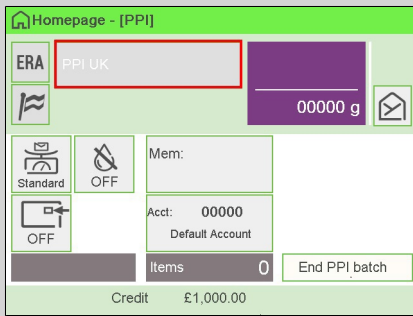 Homepage - [PPI]
ERA
PPI UK
00000 g
Standard
OFF
Mem:
OFF
Acct: 00000
Default Account
Items 0
End PPI batch
Credit £1,000.00